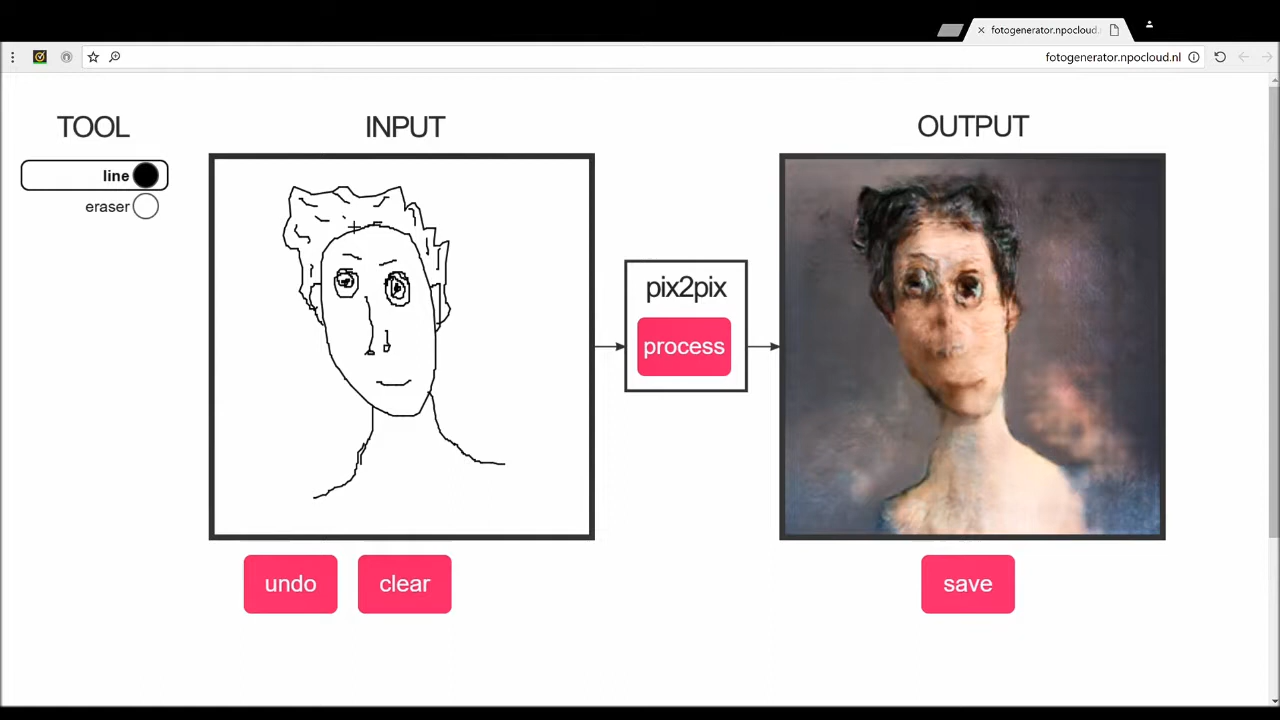 fotogenerator.npocloud.
fotogenerator.npocloud.nl
TOOL
INPUT
OUTPUT
line
eraser
pix2pix
process
undo
clear
save